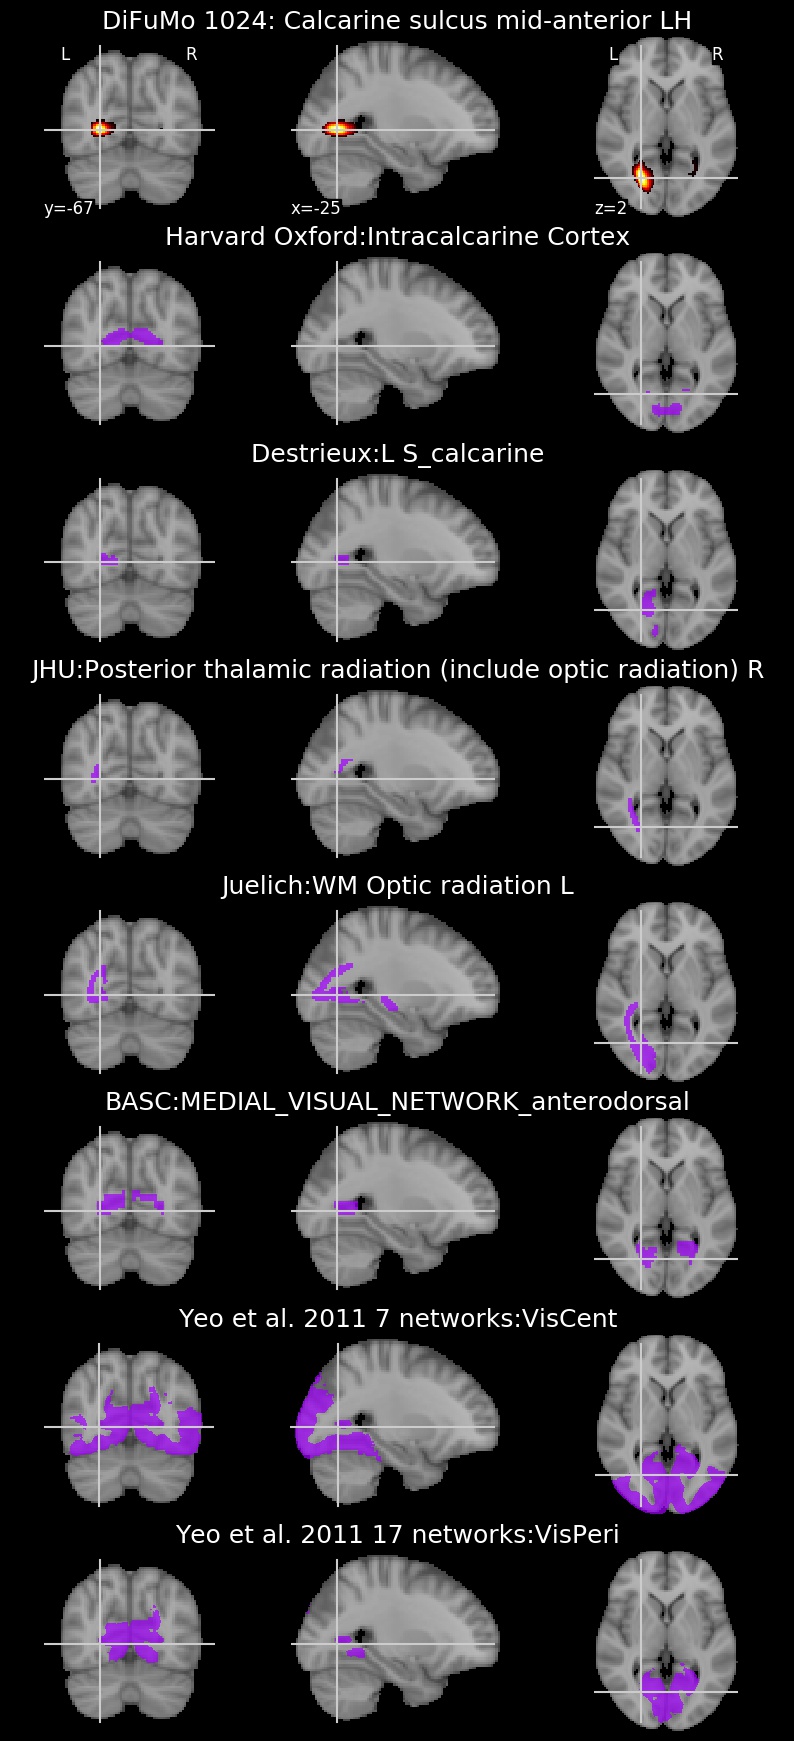 DiFuMo 1024: Calcarine sulcus mid-anterior LH
L R L R
y=-67 x=-25 z=2
Harvard Oxford:Intracalcarine Cortex
Destrieux:L S_calcarine
JHU:Posterior thalamic radiation (include optic radiation) R
Juelich:WM Optic radiation L
BASC:MEDIAL_VISUAL_NETWORK_anterodorsal
Yeo et al. 2011 7 networks:VisCent
Yeo et al. 2011 17 networks:VisPeri